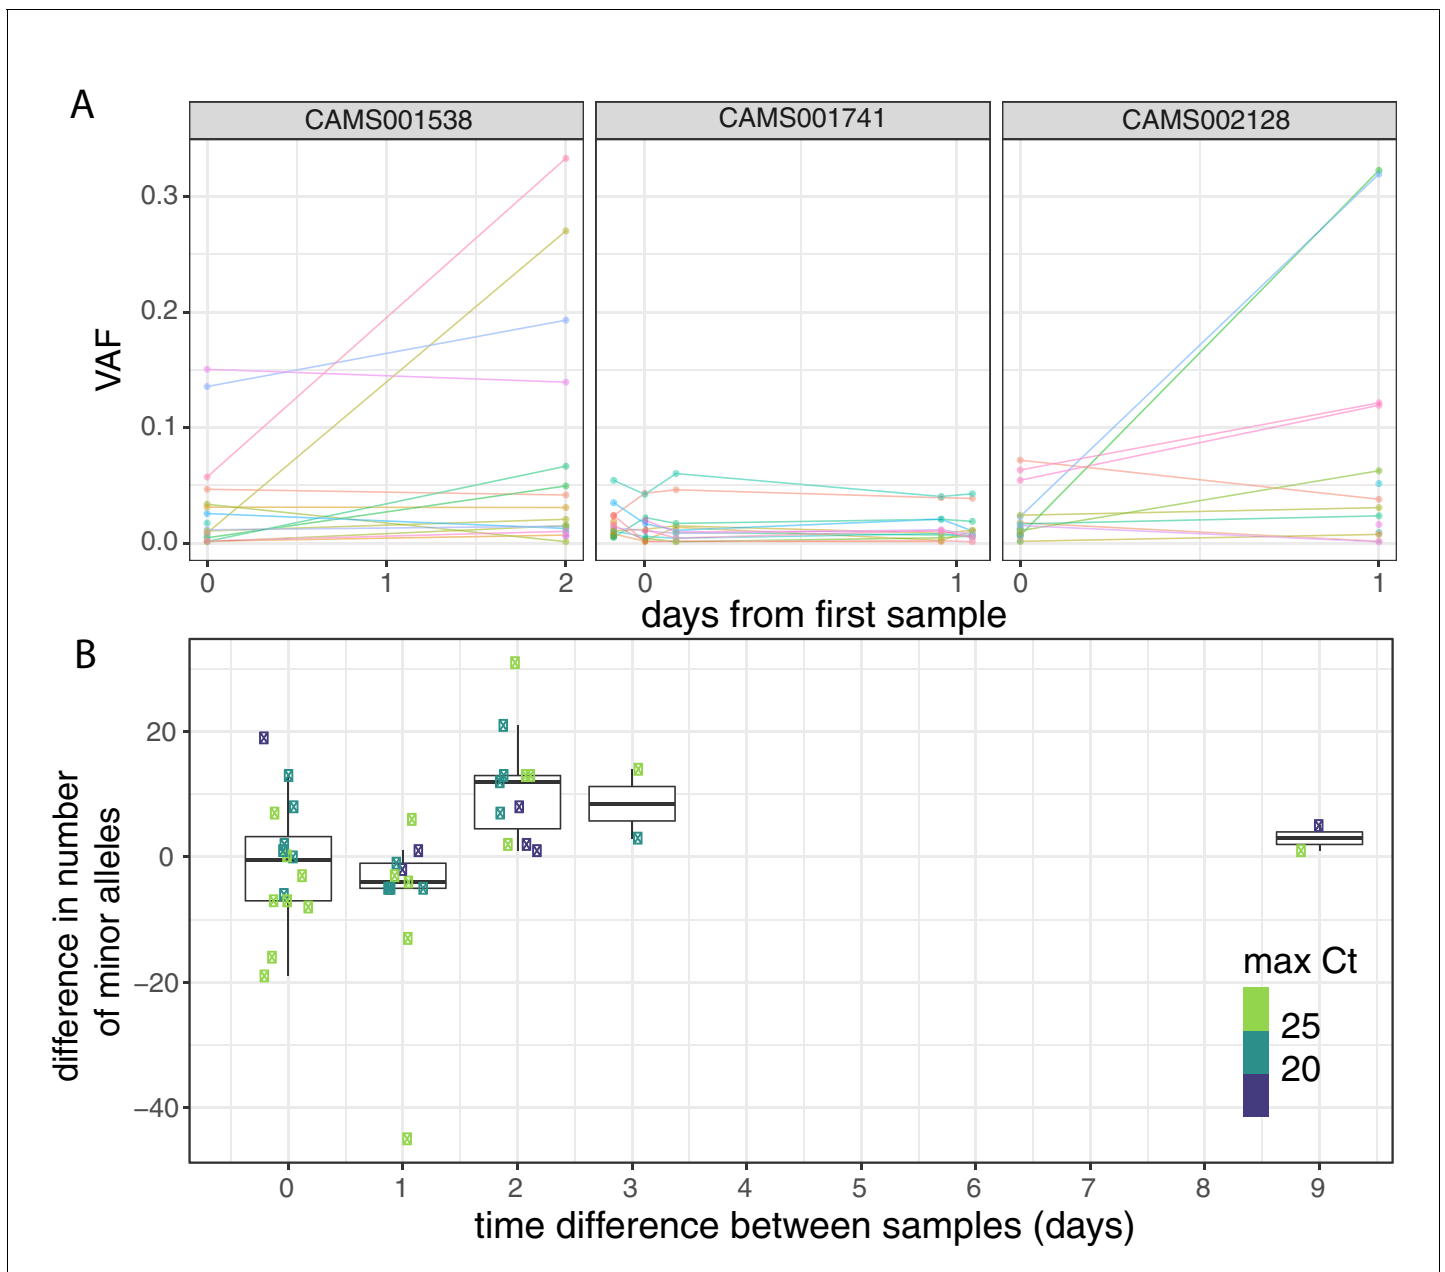 A
CAMS001538 CAMS001741 CAMS002128
0.3
0.2
0.1
0.0
VAF
0 1 2 0 1 0 1
days from first sample
B
20
0
−20
−40
difference in number
of minor alleles
max Ct
25
20
0 1 2 3 4 5 6 7 8 9
time difference between samples (days)